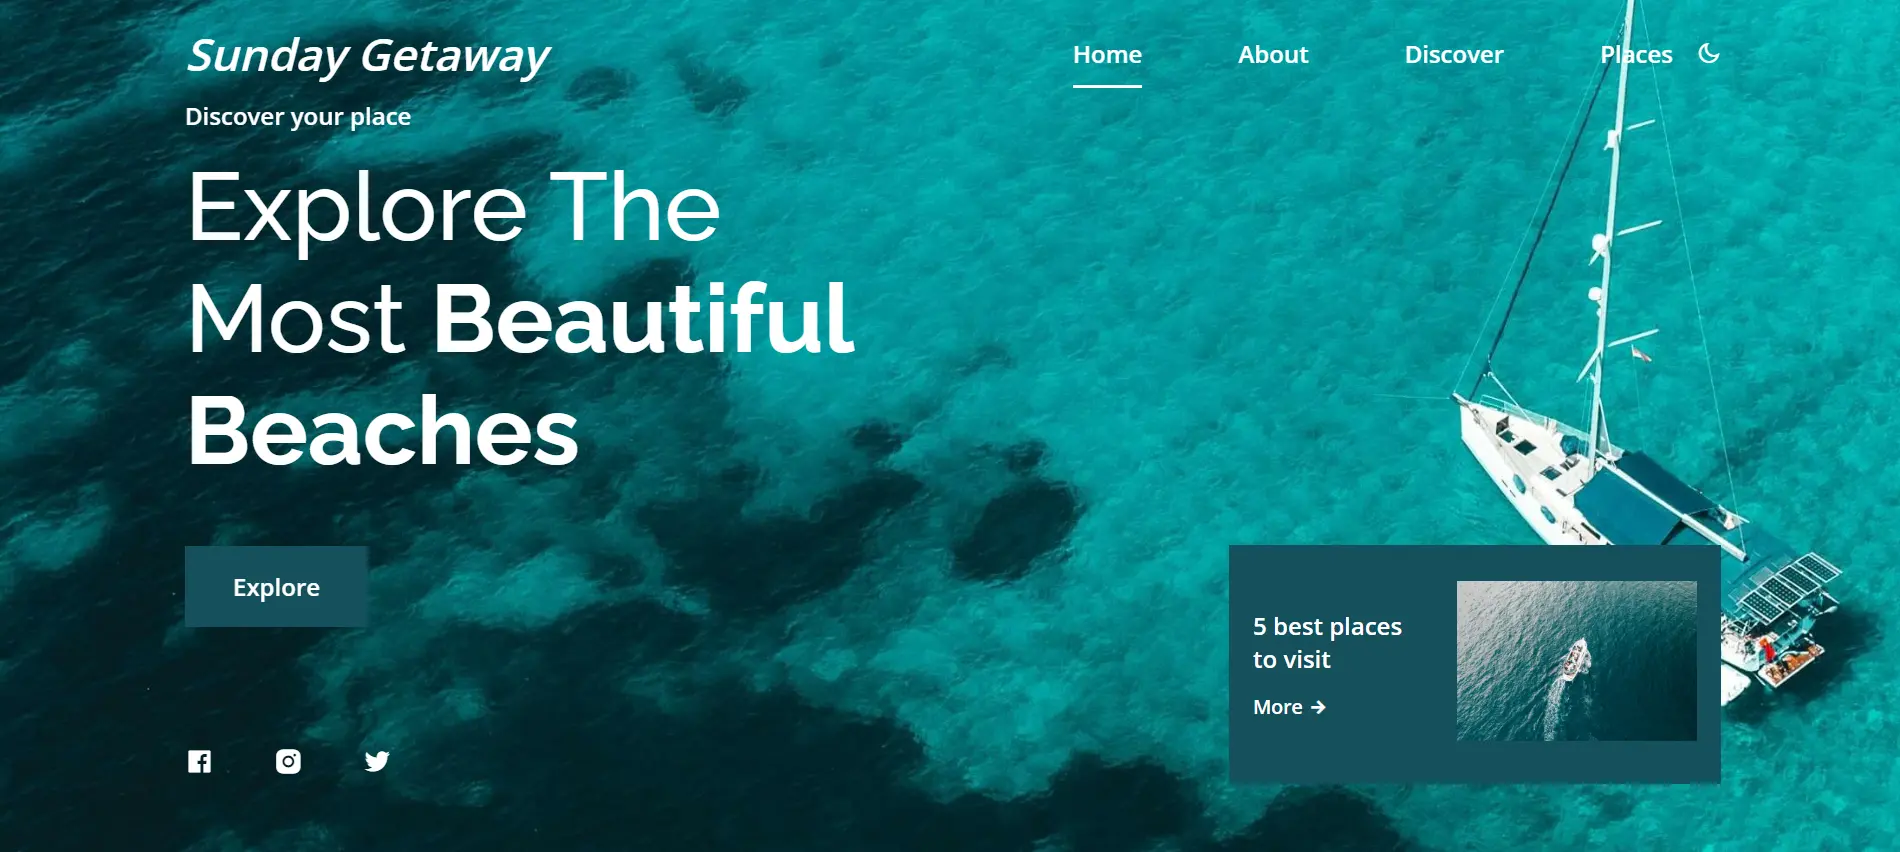 Sunday Getaway
Home
About
Discover
Places
Discover your place
Explore The
Most Beautiful
Beaches
Explore
5 best places
to visit
More